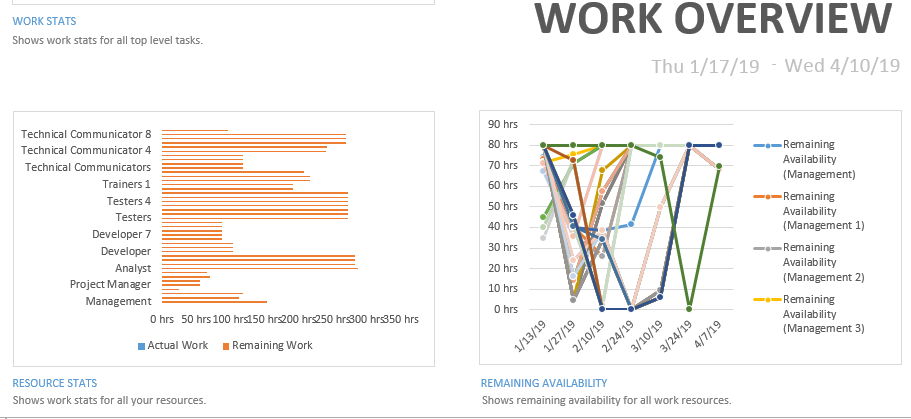 WORK OVERVIEW
WORK STATS
Shows work stats for all top level tasks.
Thu 1/17/19 - Wed 4/10/19
Technical Communicator 8
Technical Communicator 4
Technical Communicators
Trainers 1
Testers 4
Testers
Developer 7
Developer
Analyst
Project Manager
Management
0 hrs 50 hrs 100hrs 150hrs 200hrs 250hrs 300hrs 350 hrs
Actual Work Remaining Work
90 hrs
80 hrs
70 hrs
60 hrs
50 hrs
40 hrs
30 hrs
20 hrs
10 hrs
0 hrs
1/13/19 1/27/19 2/10/19 2/24/19 3/10/19 3/24/19 4/7/19
Remaining
Availability
(Management)
Remaining
Availability
(Management 1)
Remaining
Availability
(Management 2)
Remaining
Availability
(Management 3)
RESOURCE STATS
Shows work stats for all your resources.
REMAINING AVAILABILITY
Shows remaining availability for all work resources.